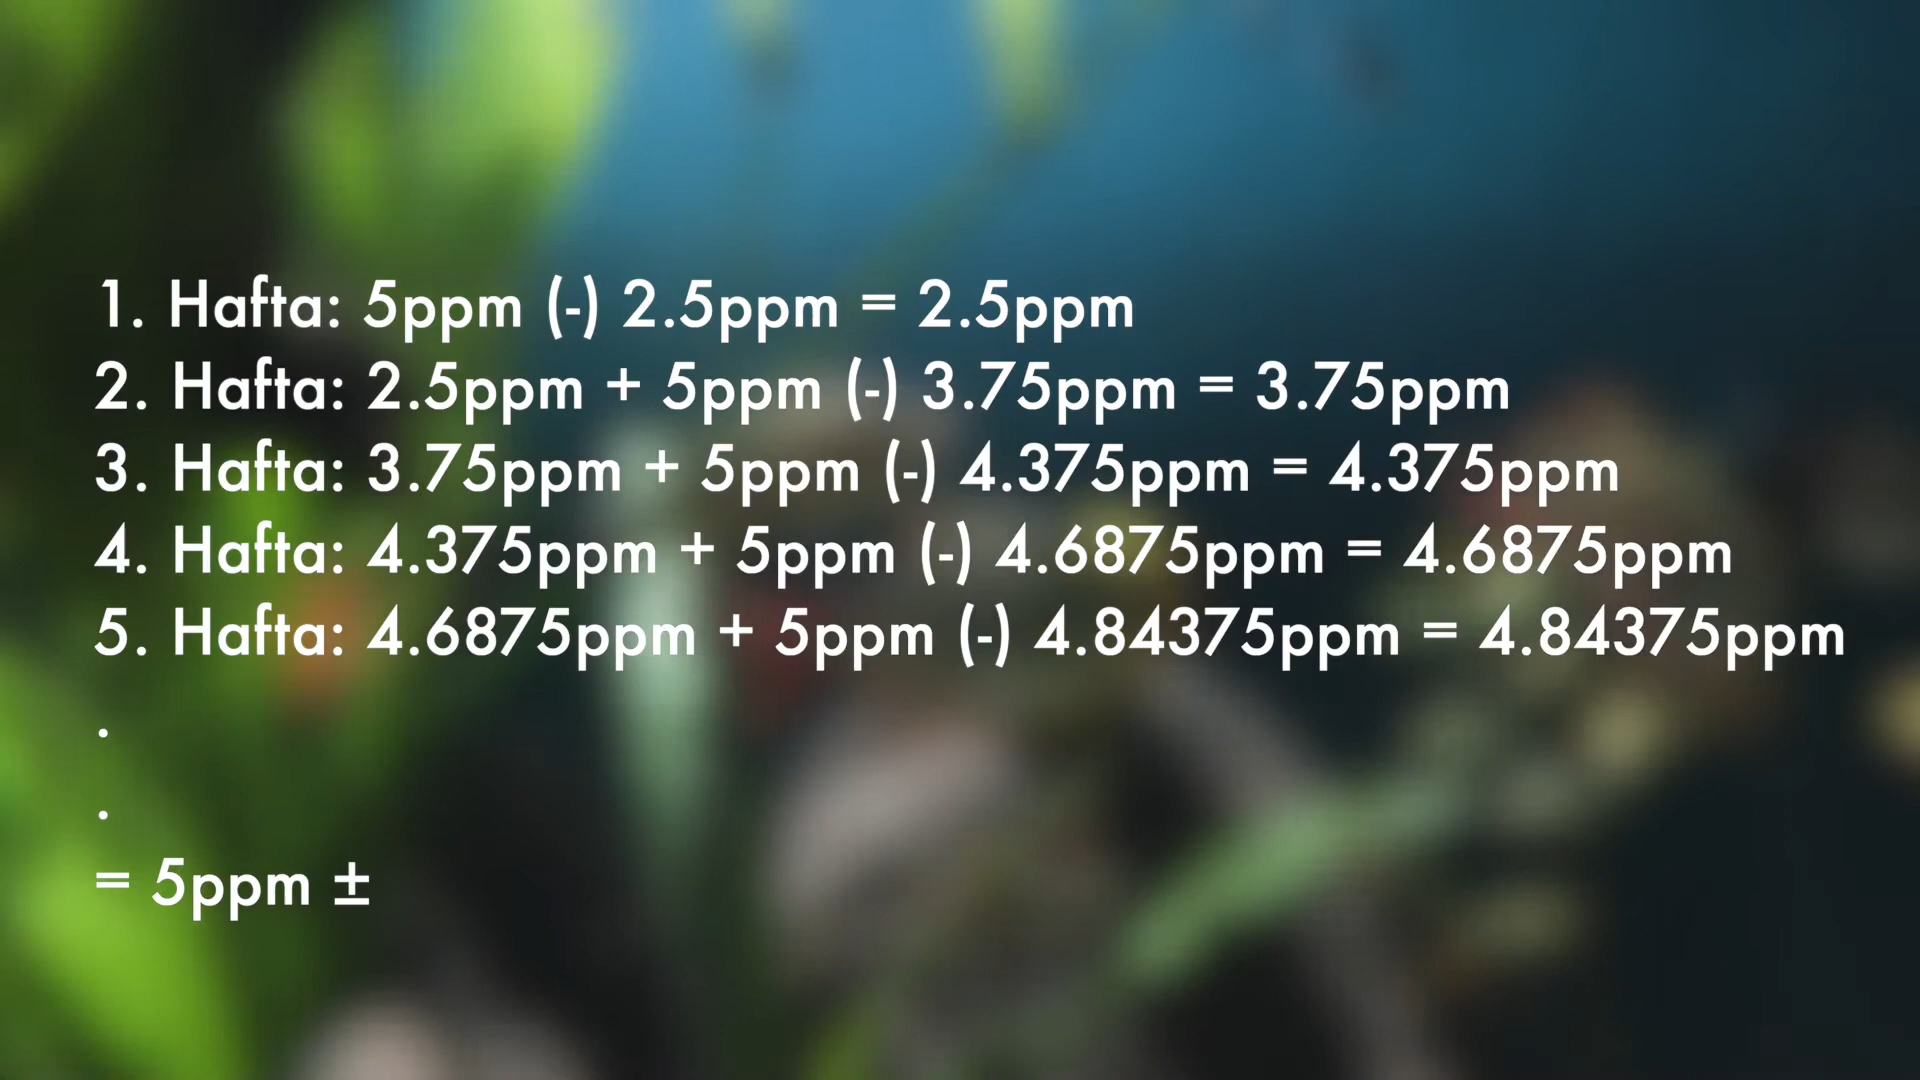 1. Hafta: 5ppm (-) 2.5ppm = 2.5ppm
2. Hafta: 2.5ppm + 5ppm (-) 3.75ppm = 3.75ppm
3. Hafta: 3.75ppm + 5ppm (-) 4.375ppm = 4.375ppm
4. Hafta: 4.375ppm + 5ppm (-) 4.6875ppm = 4.6875ppm
5. Hafta: 4.6875ppm + 5ppm (-) 4.84375ppm = 4.84375ppm
.
.
= 5ppm ±